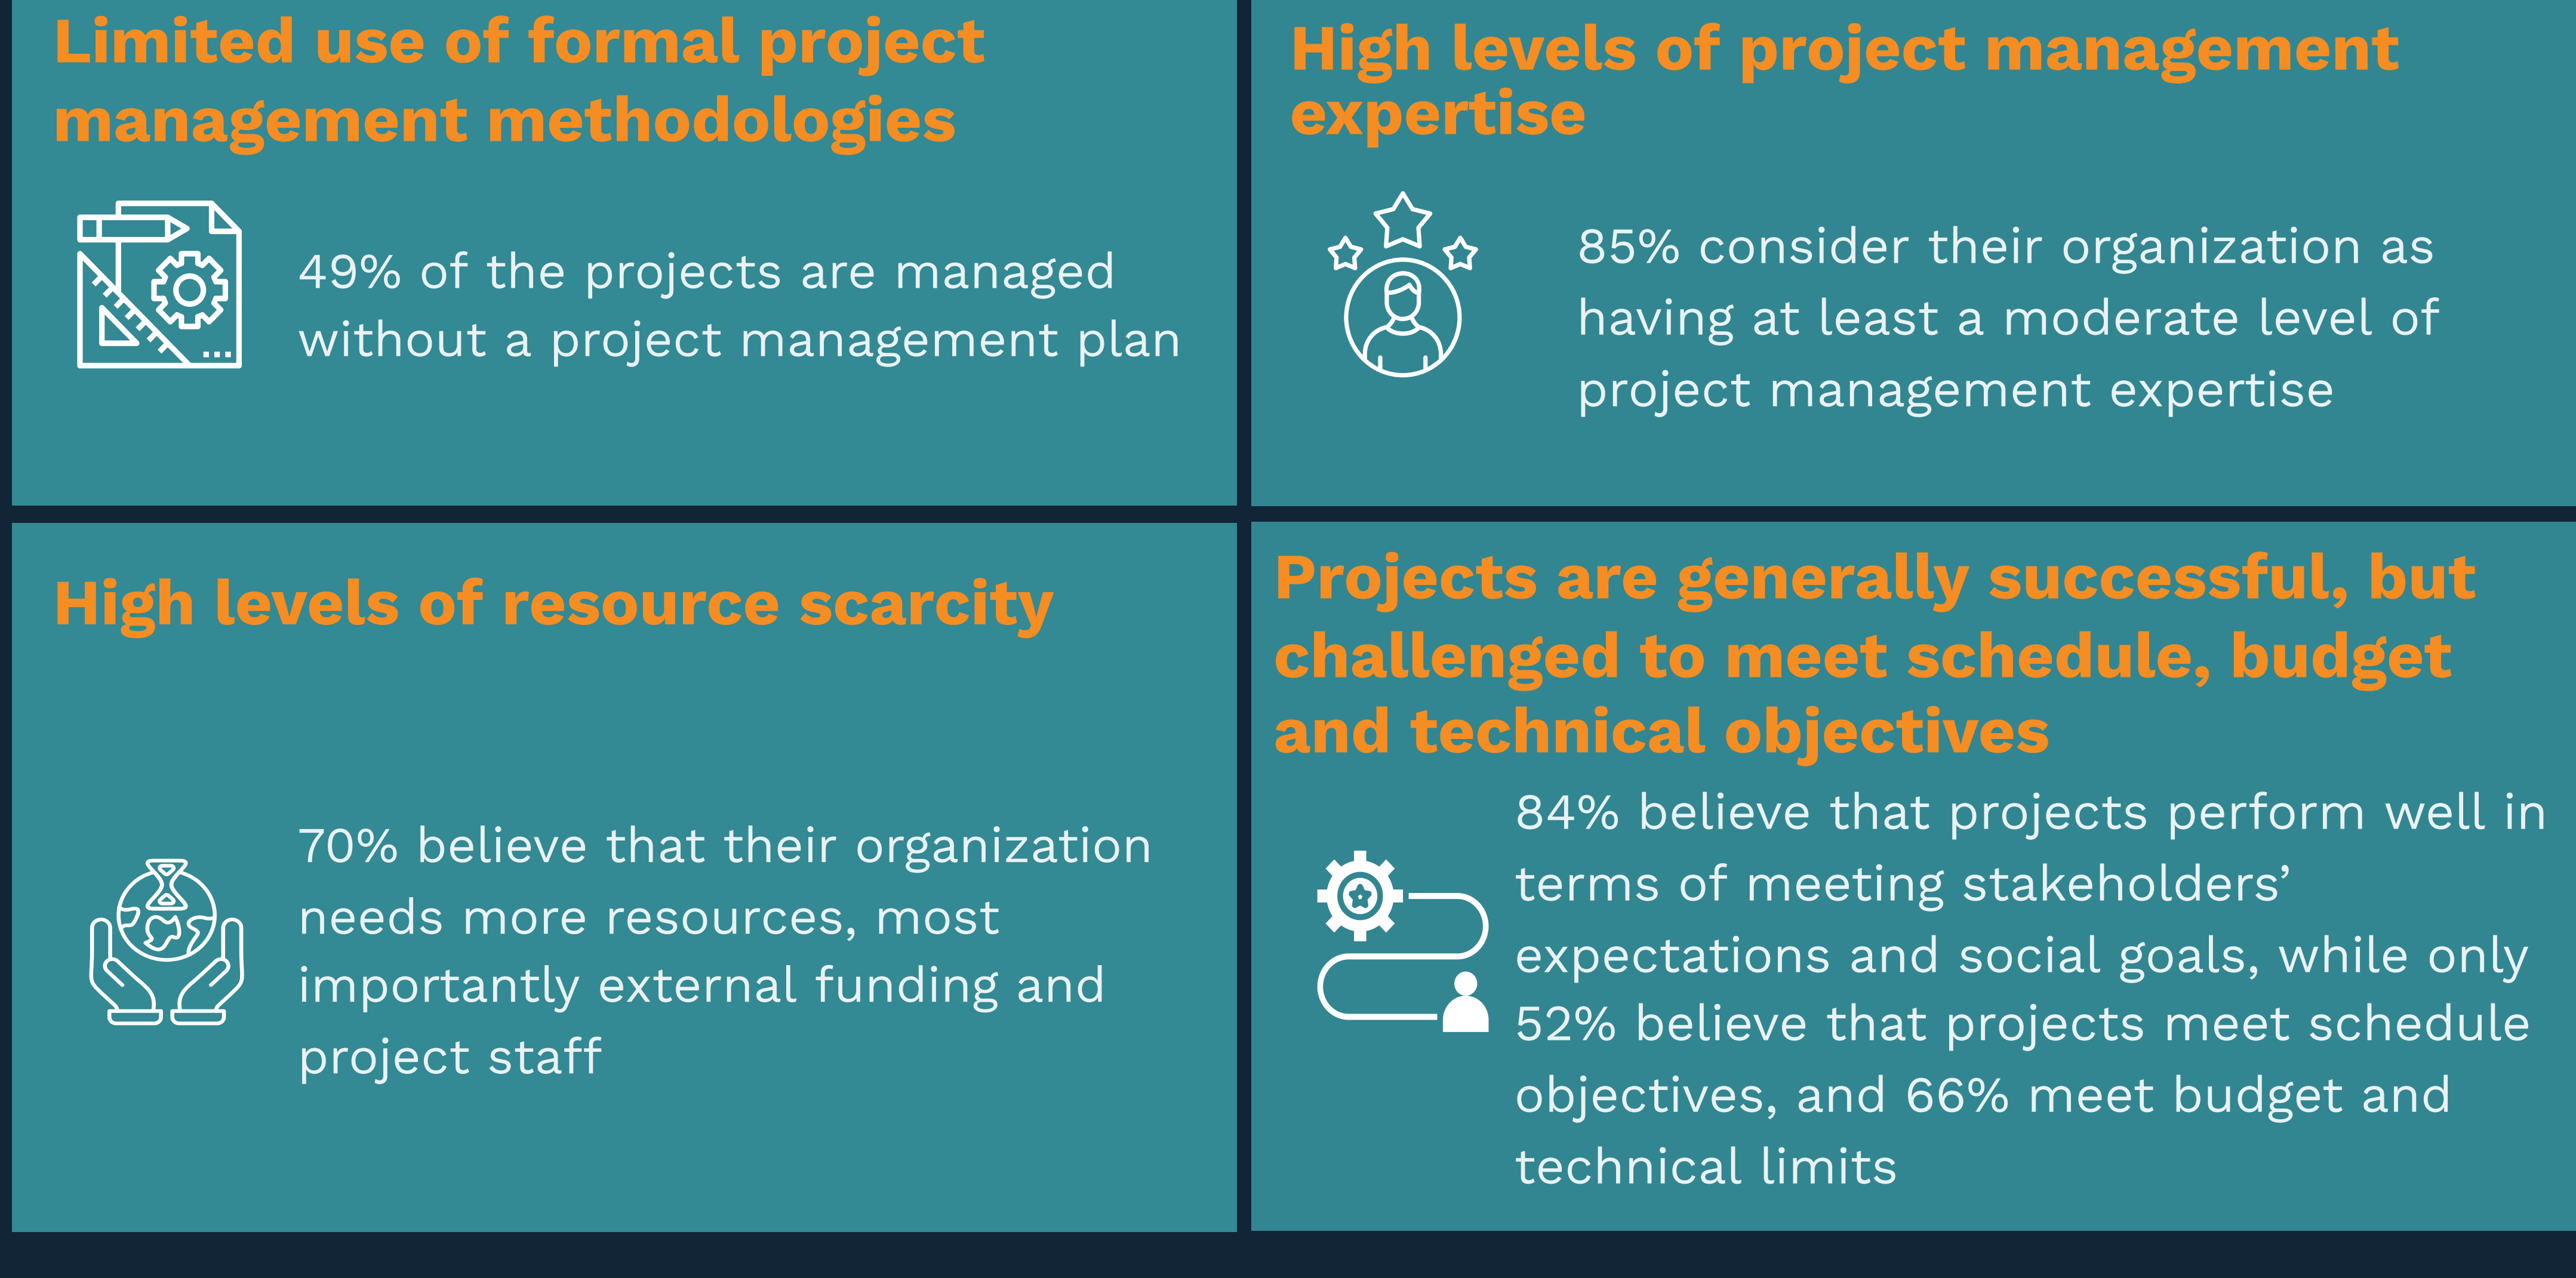 Limited use of formal project
management methodologies
49% of the projects are managed
without a project management plan
High levels of project management
expertise
85% consider their organization as
having at least a moderate level of
project management expertise
High levels of resource scarcity
70% believe that their organization
needs more resources, most
importantly external funding and
project staff
Projects are generally successful, but
challenged to meet schedule, budget
and technical objectives
84% believe that projects perform well in
terms of meeting stakeholders’
expectations and social goals, while only
52% believe that projects meet schedule
objectives, and 66% meet budget and
technical limits